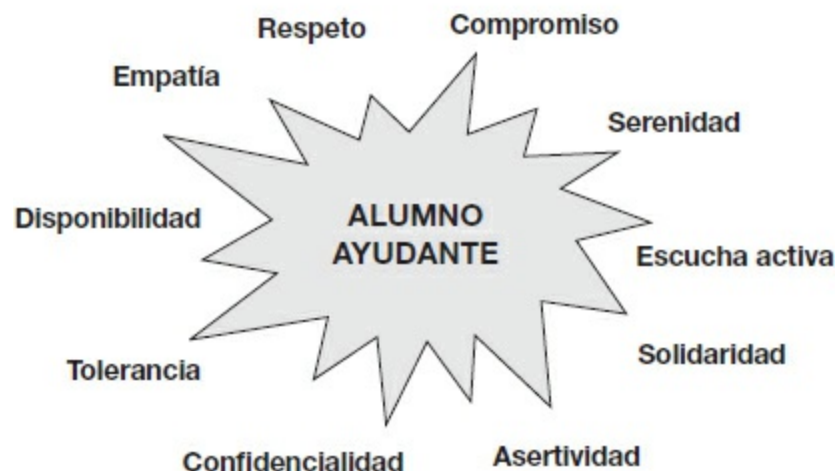 Respeto
Compromiso
Empatía
Serenidad
Disponibilidad
ALUMNO
AYUDANTE
Escucha activa
Tolerancia
Solidaridad
Confidencialidad
Asertividad